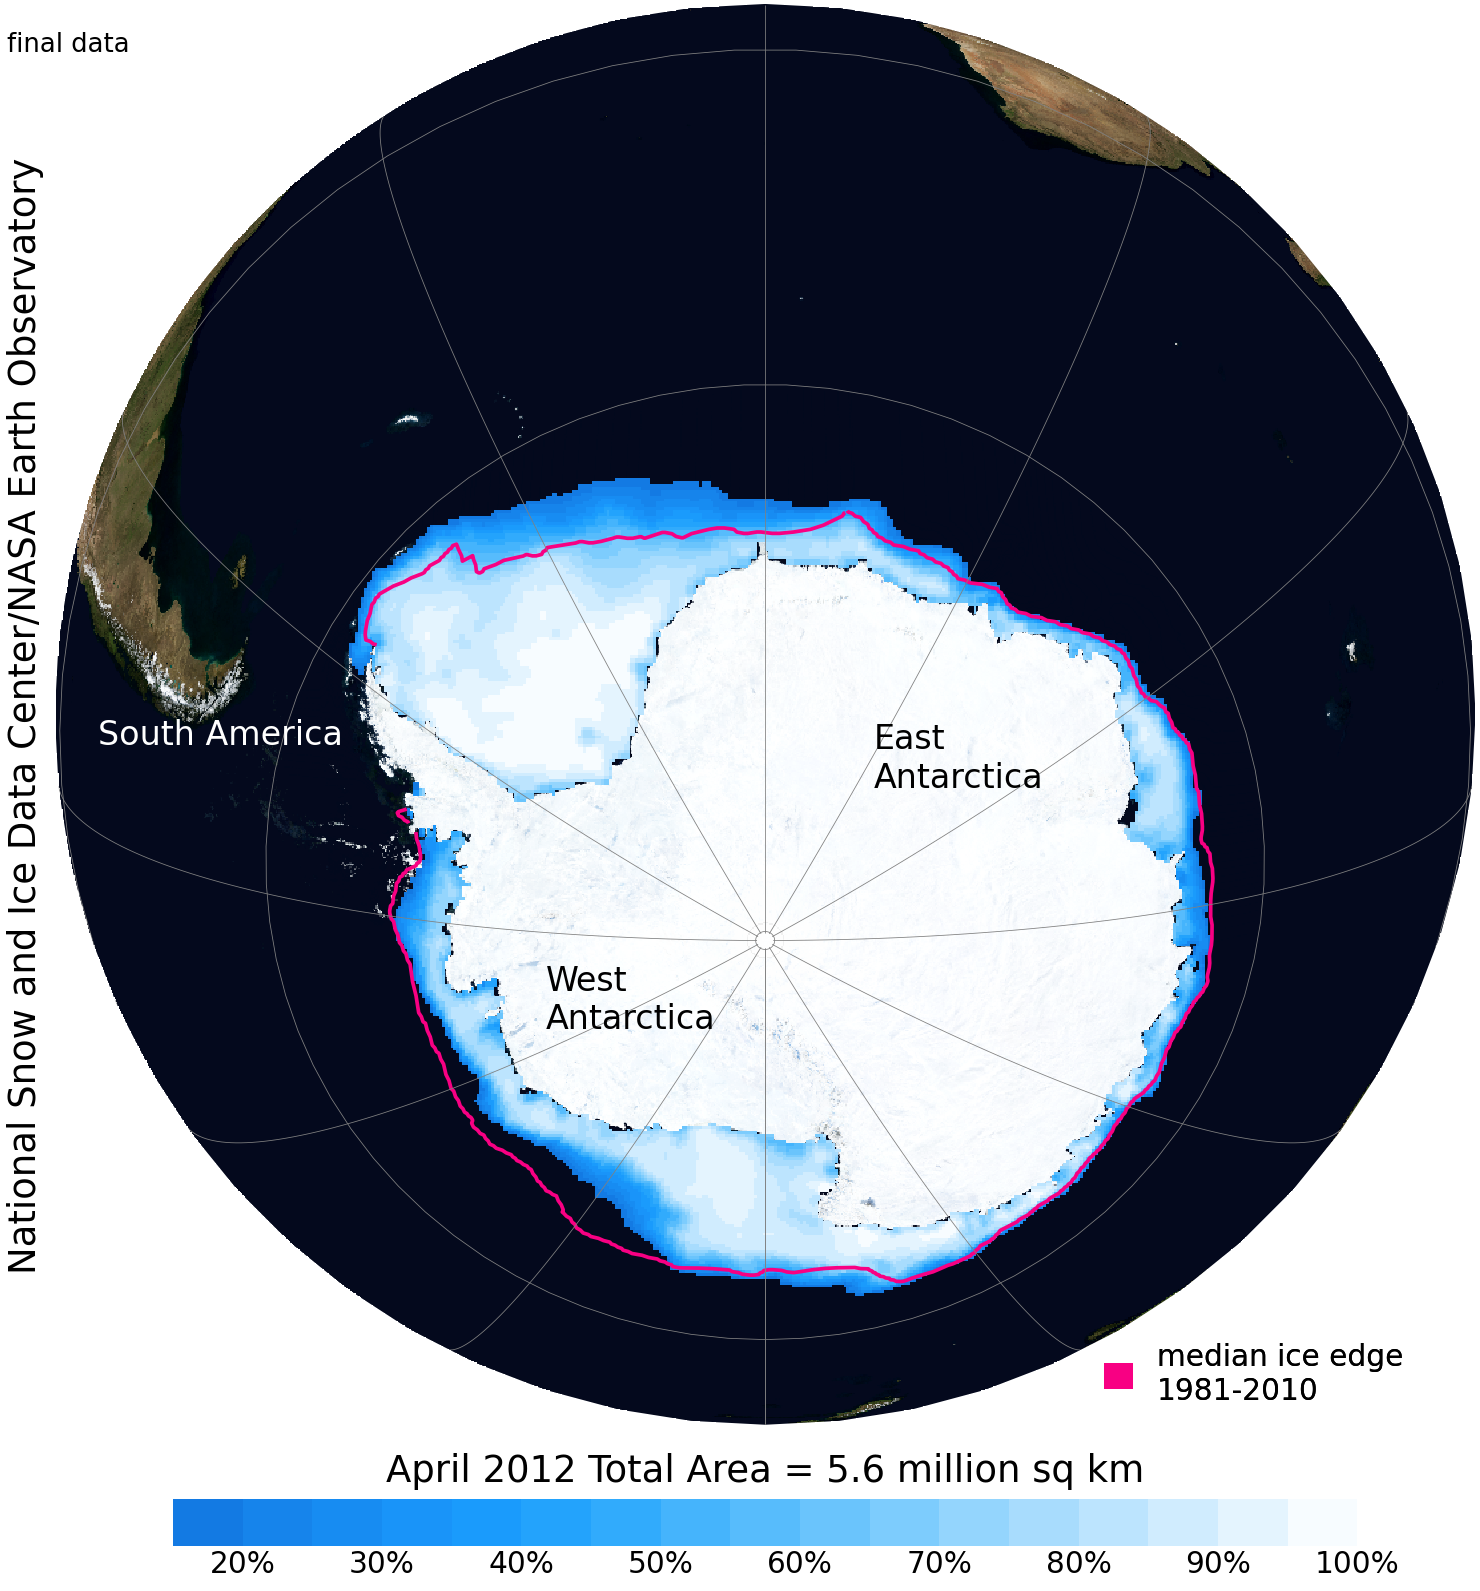 final data
National Snow and Ice Data Center/NASA Earth Observatory
South America
East
Antarctica
West
Antarctica
median ice edge
1981-2010
April 2012 Total Area = 5.6 million sq km
20% 30% 40% 50% 60% 70% 80% 90% 100%